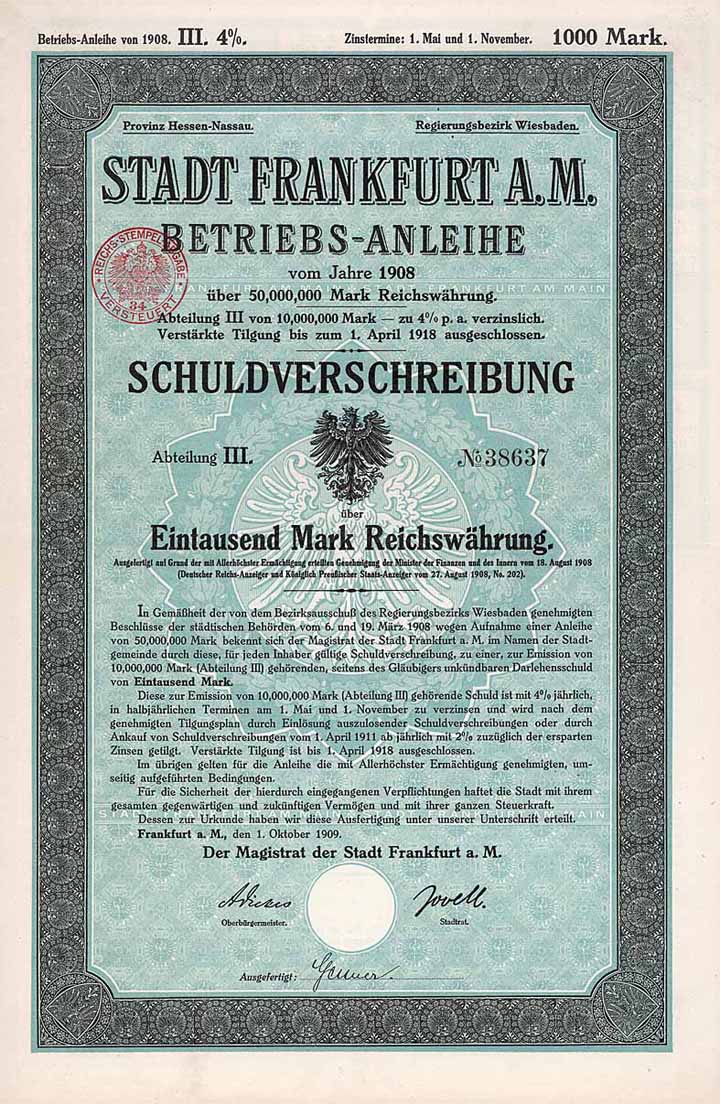 Betriebs-Anleihe von 1908. III. 4%. Zinstermine: 1. Mai und 1. November. 1000 Mark.
Provinz Hessen-Nassau. Regierungsbezirk Wiesbaden.
STADT FRANKFURT A.M.
BETRIEBS-ANLEIHE
REICHS-STEMPELABGABE
34
VERSTEUERT
vom Jahre 1908
FRANKFURT AM MAIN
über 50,000,000 Mark Reichswährung.
Abteilung III von 10,000,000 Mark — zu 4% p. a. verzinslich.
Verstärkte Tilgung bis zum 1. April 1918 ausgeschlossen.
SCHULDVERSCHREIBUNG
Abteilung III. No 38637
über
Eintausend Mark Reichswährung.
Ausgefertigt auf Grund der mit Allerhöchster Ermächtigung erteilten Genehmigung der Minister der Finanzen und des Innern vom 18. August 1908
(Deutscher Reichs-Anzeiger und Königlich Preußischer Staats-Anzeiger vom 27. August 1908, No. 202).
In Gemäßheit der von dem Bezirksausschuß des Regierungsbezirks Wiesbaden genehmigten
Beschlüsse der städtischen Behörden vom 6. und 19. März 1908 wegen Aufnahme einer Anleihe
von 50,000,000 Mark bekennt sich der Magistrat der Stadt Frankfurt a. M. im Namen der Stadt-
gemeinde durch diese, für jeden Inhaber gültige Schuldverschreibung, zu einer, zur Emission von
10,000,000 Mark (Abteilung III) gehörenden, seitens des Gläubigers unkündbaren Darlehensschuld
von Eintausend Mark.
Diese zur Emission von 10,000,000 Mark (Abteilung III) gehörende Schuld ist mit 4% jährlich,
in halbjährlichen Terminen am 1. Mai und 1. November zu verzinsen und wird nach dem
genehmigten Tilgungsplan durch Einlösung auszulosender Schuldverschreibungen oder durch
Ankauf von Schuldverschreibungen vom 1. April 1911 ab jährlich mit 2% zuzüglich der ersparten
Zinsen getilgt. Verstärkte Tilgung ist bis 1. April 1918 ausgeschlossen.
Im übrigen gelten für die Anleihe die mit Allerhöchster Ermächtigung genehmigten, um-
seitig aufgeführten Bedingungen.
Für die Sicherheit der hierdurch eingegangenen Verpflichtungen haftet die Stadt mit ihrem
gesamten gegenwärtigen und zukünftigen Vermögen und mit ihrer ganzen Steuerkraft.
Dessen zur Urkunde haben wir diese Ausfertigung unter unserer Unterschrift erteilt.
Frankfurt a. M., den 1. Oktober 1909.
Der Magistrat der Stadt Frankfurt a. M.
Adickes
Oberbürgermeister. Stadtrat.
Ausgefertigt: